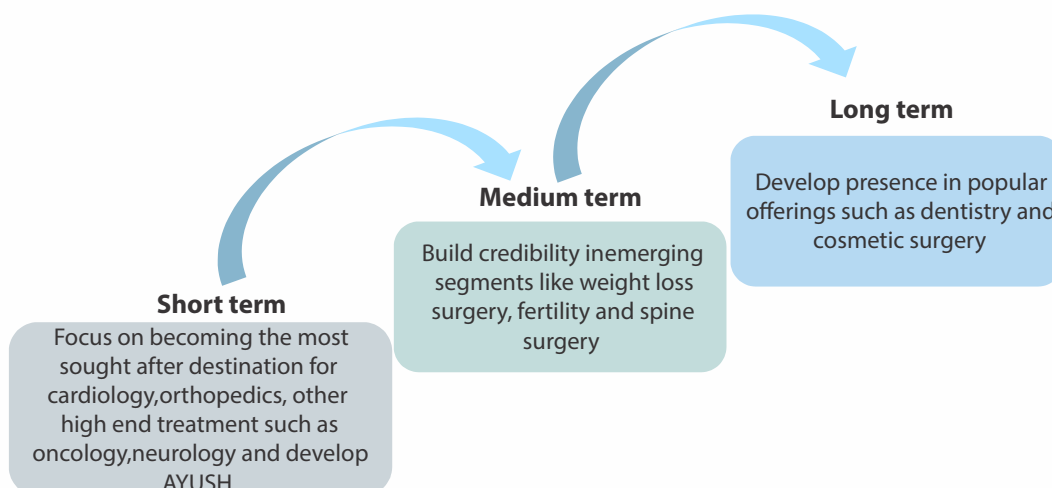 Short term
Focus on becoming the most
sought after destination for
cardiology,orthopedics, other
high end treatment such as
oncology,neurology and develop
AYUSH
Medium term
Build credibility inemerging
segments like weight loss
surgery, fertility and spine
surgery
Long term
Develop presence in popular
offerings such as dentistry and
cosmetic surgery